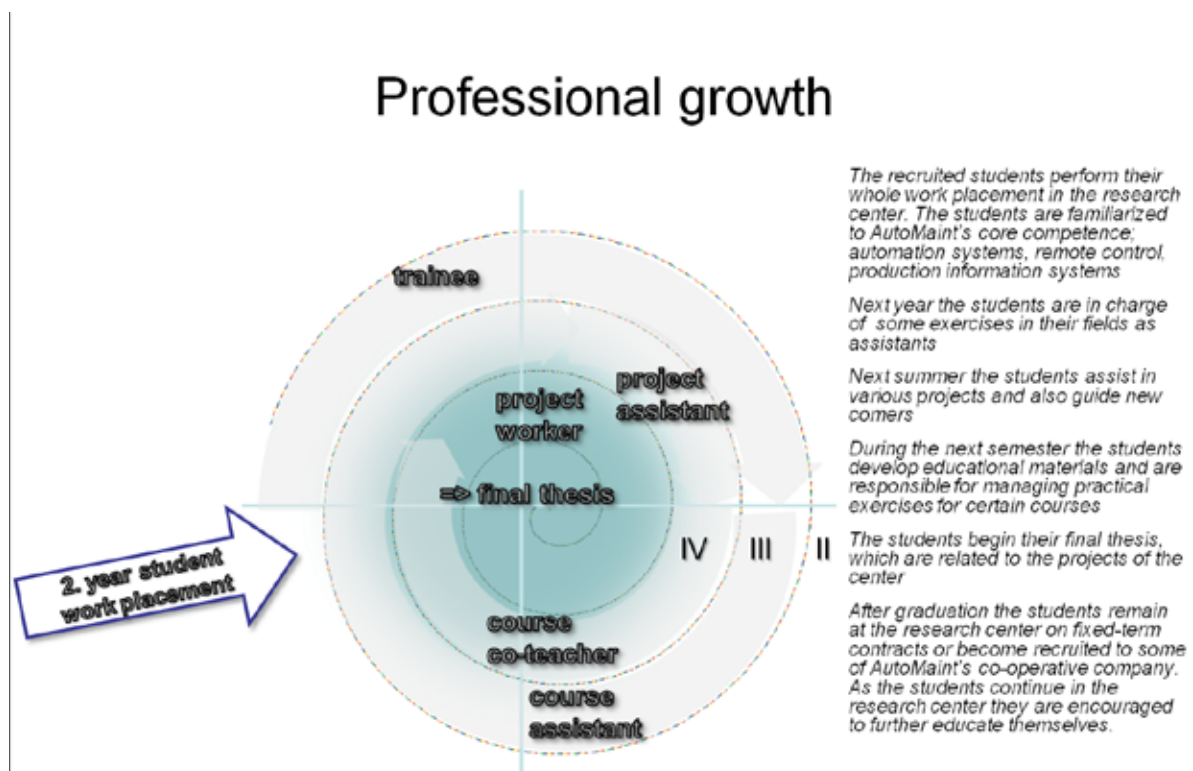 Professional growth
trainee
project
assistant
project
worker
=> final thesis
2. year student
work placement
IV
III
II
course
co-teacher
course
assistant
The recruited students perform their
whole work placement in the research
center. The students are familiarized
to AutoMaint's core competence;
automation systems, remote control,
production information systems
Next year the students are in charge
of some exercises in their fields as
assistants
Next summer the students assist in
various projects and also guide new
comers
During the next semester the students
develop educational materials and are
responsible for managing practical
exercises for certain courses
The students begin their final thesis,
which are related to the projects of the
center
After graduation the students remain
at the research center on fixed-term
contracts or become recruited to some
of AutoMaint's co-operative company.
As the students continue in the
research center they are encouraged
to further educate themselves.